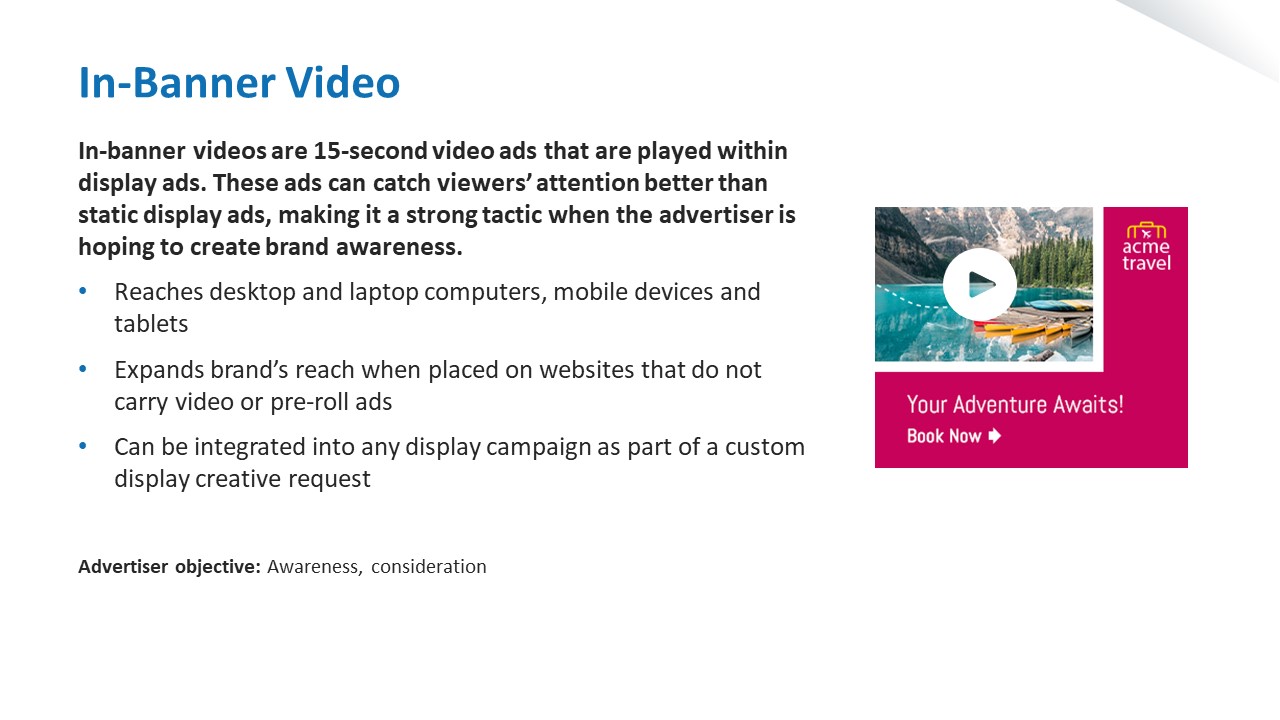 In-Banner Video
In-banner videos are 15-second video ads that are played within
display ads. These ads can catch viewers’ attention better than
static display ads, making it a strong tactic when the advertiser is
hoping to create brand awareness.
• Reaches desktop and laptop computers, mobile devices and
tablets
• Expands brand’s reach when placed on websites that do not
carry video or pre-roll ads
• Can be integrated into any display campaign as part of a custom
display creative request
Advertiser objective: Awareness, consideration
acme
travel
Your Adventure Awaits!
Book Now